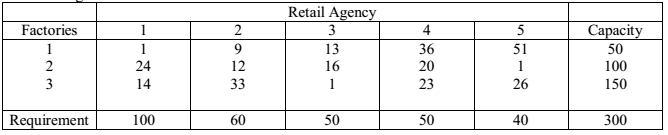 Retail Agency
Factories 1 2 3 4 5 Capacity
1 1 9 13 36 51 50
2 24 12 16 20 1 100
3 14 33 1 23 26 150
Requirement 100 60 50 50 40 300